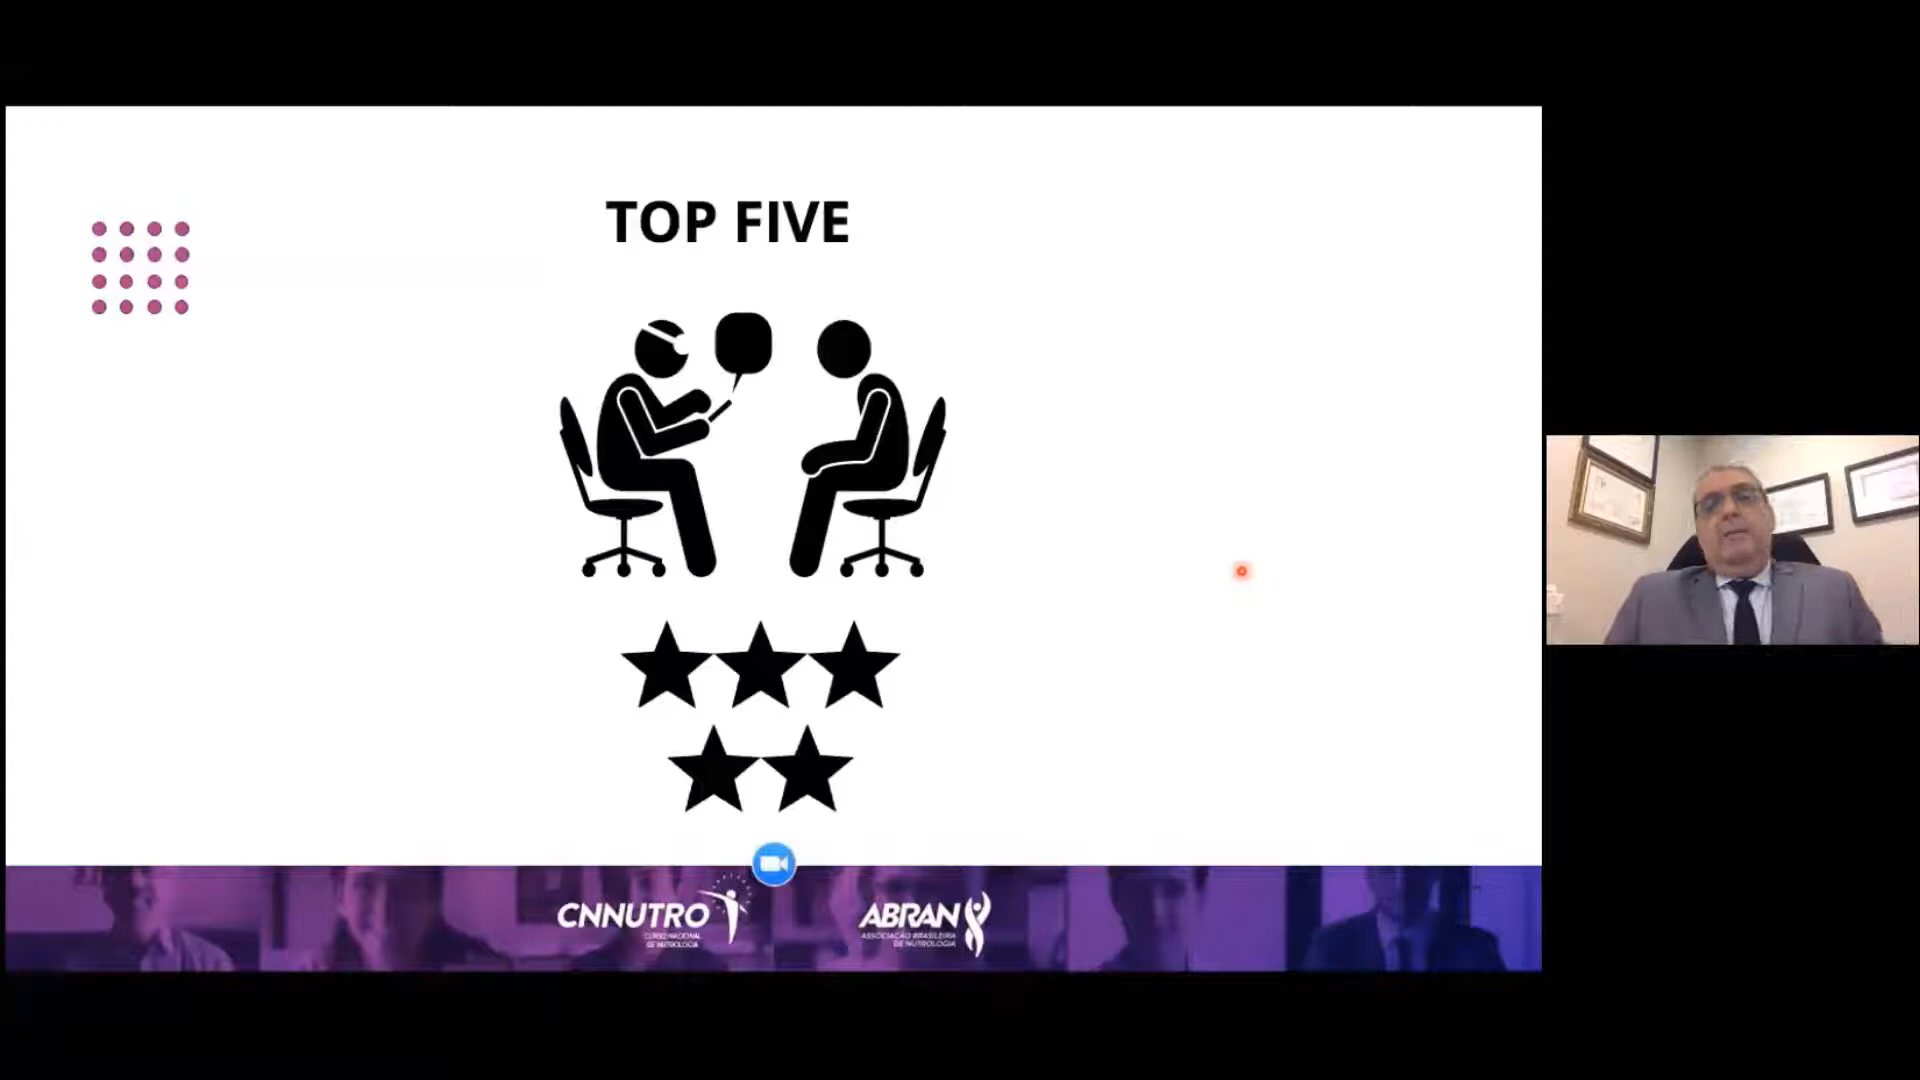 TOP FIVE
CNNUTRO
CURSO NACIONAL
DE NUTROLOGIA
ABRAN
ASSOCIAÇÃO BRASILEIRA
DE NUTROLOGIA